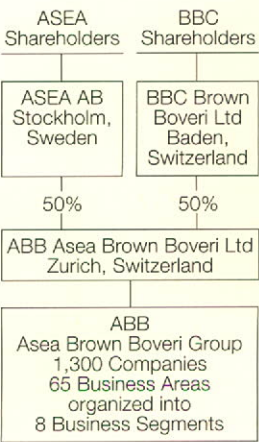 ASEA
Shareholders
BBC
Shareholders
ASEA AB
Stockholm,
Sweden
BBC Brown
Boveri Ltd
Baden,
Switzerland
50%
50%
ABB Asea Brown Boveri Ltd
Zurich, Switzerland
ABB
Asea Brown Boveri Group
1,300 Companies
65 Business Areas
organized into
8 Business Segments